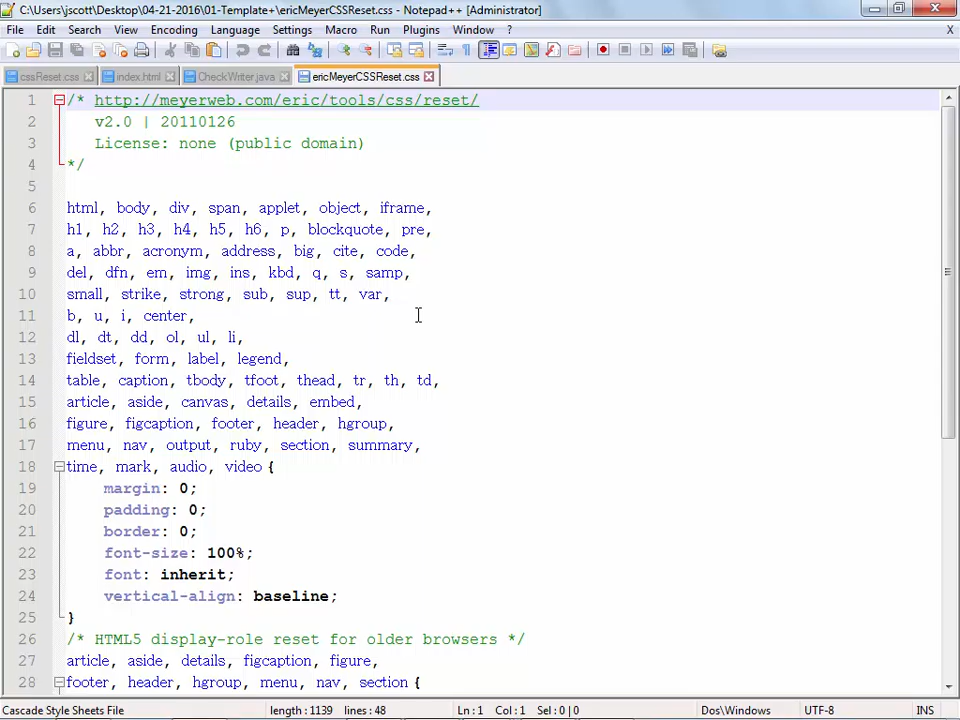 C:\Users\jscott\Desktop\04-21-2016\01-Template+\ericMeyerCSSReset.css - Notepad++ [Administrator]
File Edit Search View Encoding Language Settings Macro Run Plugins Window ? X
cssReset.css index.html CheckWriter.java ericMeyerCSSReset.css
1 /* http://meyerweb.com/eric/tools/css/reset/
2 v2.0 | 20110126
3 License: none (public domain)
4 */
5
6 html, body, div, span, applet, object, iframe,
7 h1, h2, h3, h4, h5, h6, p, blockquote, pre,
8 a, abbr, acronym, address, big, cite, code,
9 del, dfn, em, img, ins, kbd, q, s, samp,
10 small, strike, strong, sub, sup, tt, var,
11 b, u, i, center,
12 dl, dt, dd, ol, ul, li,
13 fieldset, form, label, legend,
14 table, caption, tbody, tfoot, thead, tr, th, td,
15 article, aside, canvas, details, embed,
16 figure, figcaption, footer, header, hgroup,
17 menu, nav, output, ruby, section, summary,
18 time, mark, audio, video {
19 margin: 0;
20 padding: 0;
21 border: 0;
22 font-size: 100%;
23 font: inherit;
24 vertical-align: baseline;
25 }
26 /* HTML5 display-role reset for older browsers */
27 article, aside, details, figcaption, figure,
28 footer, header, hgroup, menu, nav, section {
Cascade Style Sheets File length : 1139 lines : 48 Ln : 1 Col : 1 Sel : 0 | 0 Dos\Windows UTF-8 INS